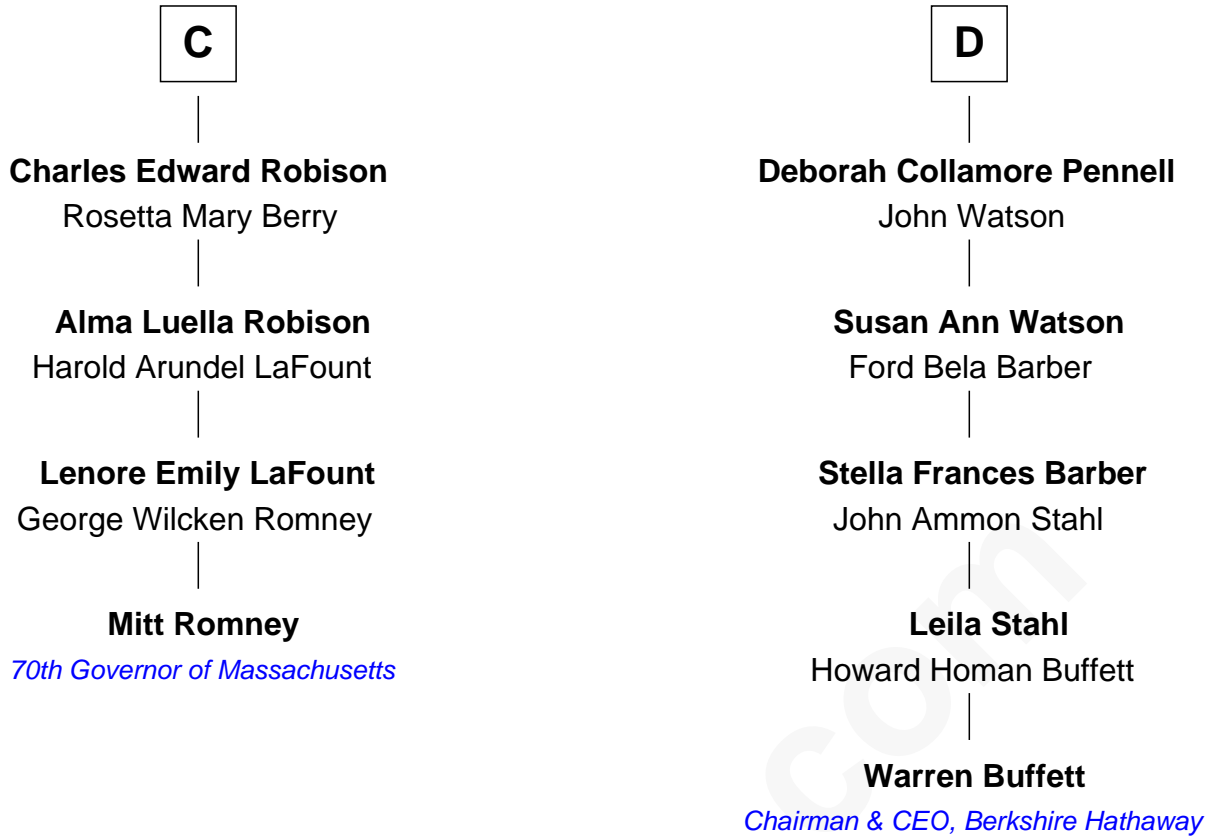 C
Charles Edward Robison
Rosetta Mary Berry
Alma Luella Robison
Harold Arundel LaFount
Lenore Emily LaFount
George Wilcken Romney
Mitt Romney
70th Governor of Massachusetts
D
Deborah Collamore Pennell
John Watson
Susan Ann Watson
Ford Bela Barber
Stella Frances Barber
John Ammon Stahl
Leila Stahl
Howard Homan Buffett
Warren Buffett
Chairman & CEO, Berkshire Hathaway
com